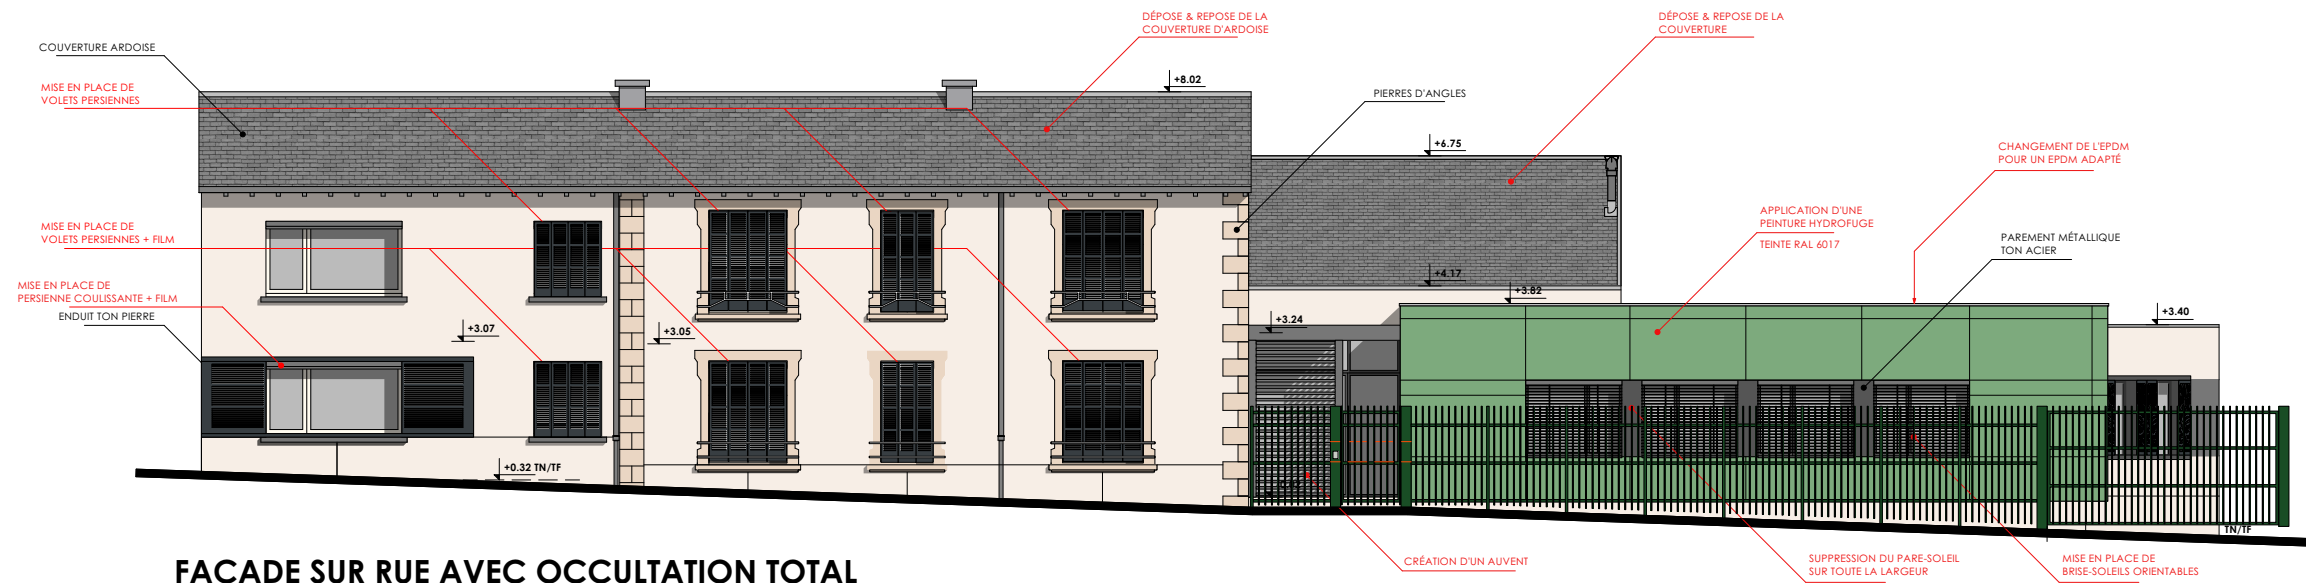 DÉPOSE & REPOSE DE LA
COUVERTURE D'ARDOISE
DÉPOSE & REPOSE DE LA
COUVERTURE
COUVERTURE ARDOISE
MISE EN PLACE DE
VOLETS PERSIENNES
+8.02
PIERRES D'ANGLES
+6.75
CHANGEMENT DE L'EPDM
POUR UN EPDM ADAPTÉ
APPLICATION D'UNE
PEINTURE HYDROFUGE
TEINTE RAL 6017
MISE EN PLACE DE
VOLETS PERSIENNES + FILM
PAREMENT MÉTALLIQUE
TON ACIER
+4.17
MISE EN PLACE DE
PERSIENNE COULISSANTE + FILM
+3.82
ENDUIT TON PIERRE
+3.07
+3.05
+3.24
+3.40
+0.32 TN/TF
TN/TF
CRÉATION D'UN AUVENT
SUPPRESSION DU PARE-SOLEIL
SUR TOUTE LA LARGEUR
MISE EN PLACE DE
BRISE-SOLEILS ORIENTABLES
FACADE SUR RUE AVEC OCCULTATION TOTAL